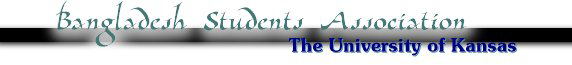 Bangladesh Students Association
The University of Kansas